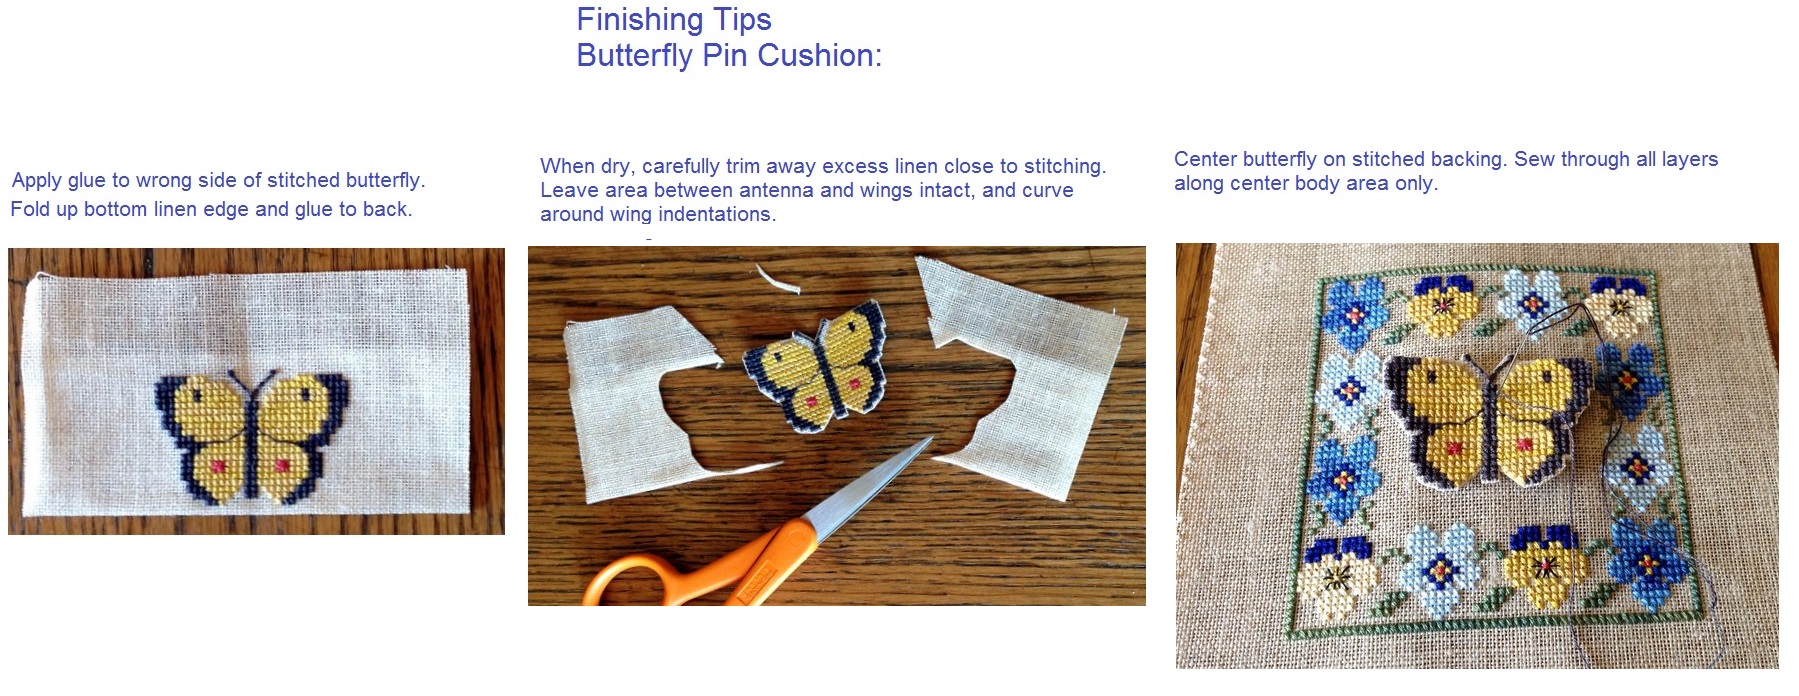 Finishing Tips
Butterfly Pin Cushion:
Apply glue to wrong side of stitched butterfly.
Fold up bottom linen edge and glue to back.
When dry, carefully trim away excess linen close to stitching.
Leave area between antenna and wings intact, and curve
around wing indentations.
Center butterfly on stitched backing. Sew through all layers
along center body area only.